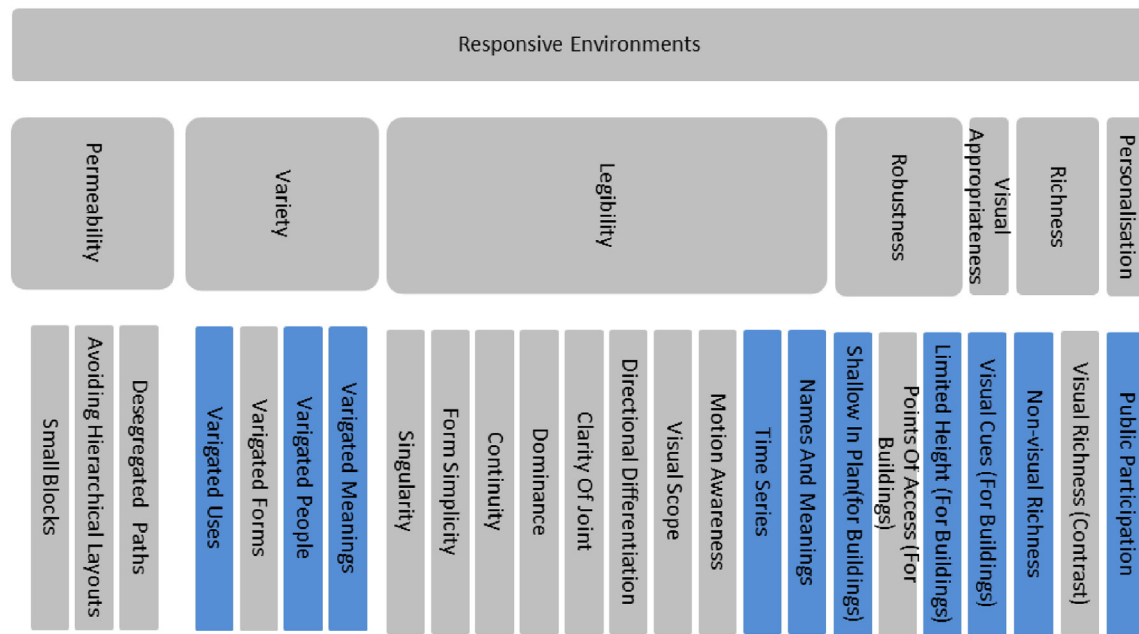 Responsive Environments
Permeability
Variety
Legibility
Robustness
Visual
Appropriateness
Richness
Personalisation
Small Blocks
Avoiding Hierarchical Layouts
Desegregated Paths
Varigated Uses
Varigated Forms
Varigated People
Varigated Meanings
Singularity
Form Simplicity
Continuity
Dominance
Clarity Of Joint
Directional Differentiation
Visual Scope
Motion Awareness
Time Series
Names And Meanings
Shallow In Plan(for Buildings)
Points Of Access (For
Buildings)
Limited Height (For Buildings)
Visual Cues (For Buildings)
Non-visual Richness
Visual Richness (Contrast)
Public Participation